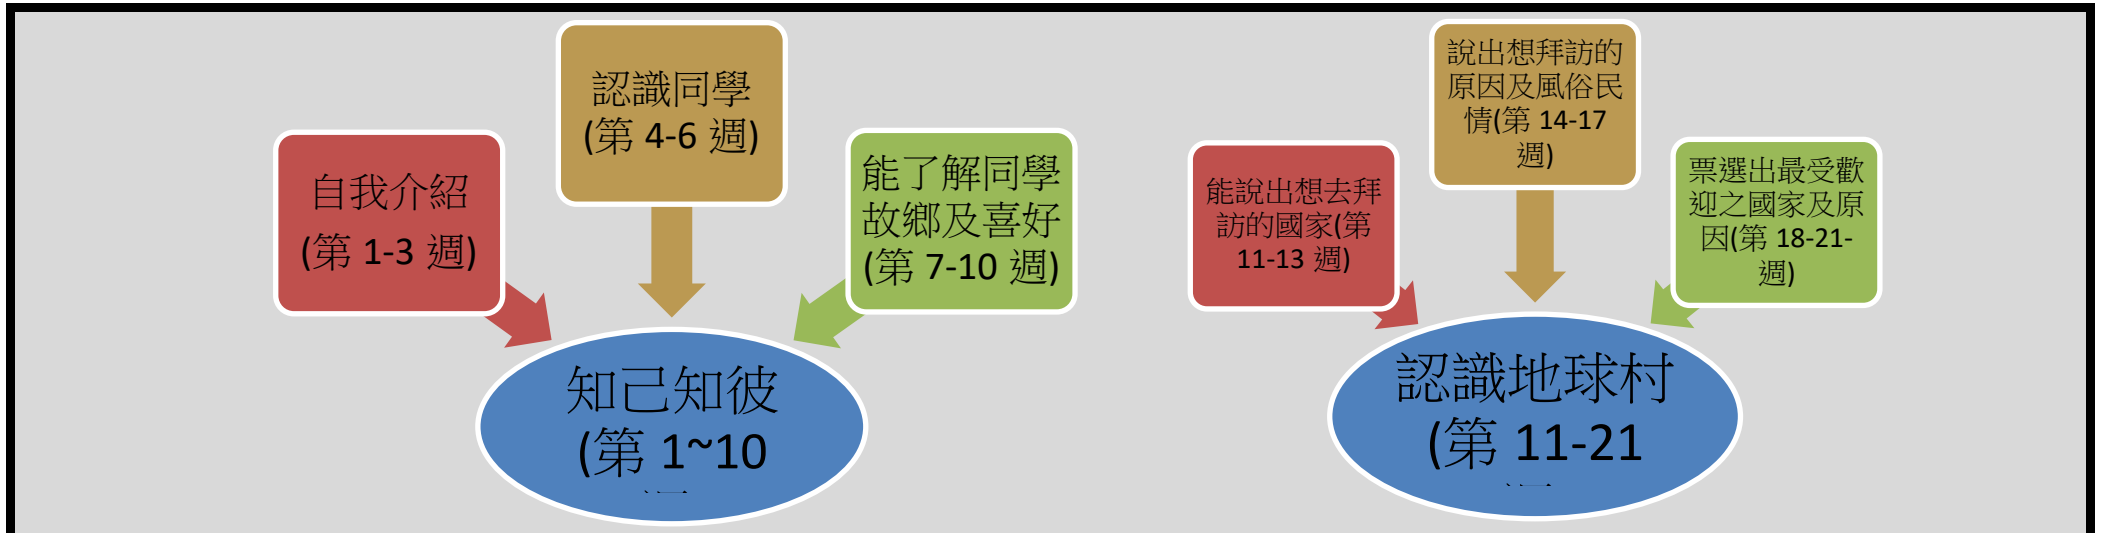 自我介紹
(第 1-3 週)
認識同學
(第 4-6 週)
能了解同學
故鄉及喜好
(第 7-10 週)
知己知彼
(第 1~10
能說出想去拜
訪的國家(第
11-13 週)
說出想拜訪的
原因及風俗民
情(第 14-17
週)
票選出最受歡
迎之國家及原
因(第 18-21-
週)
認識地球村
(第 11-21